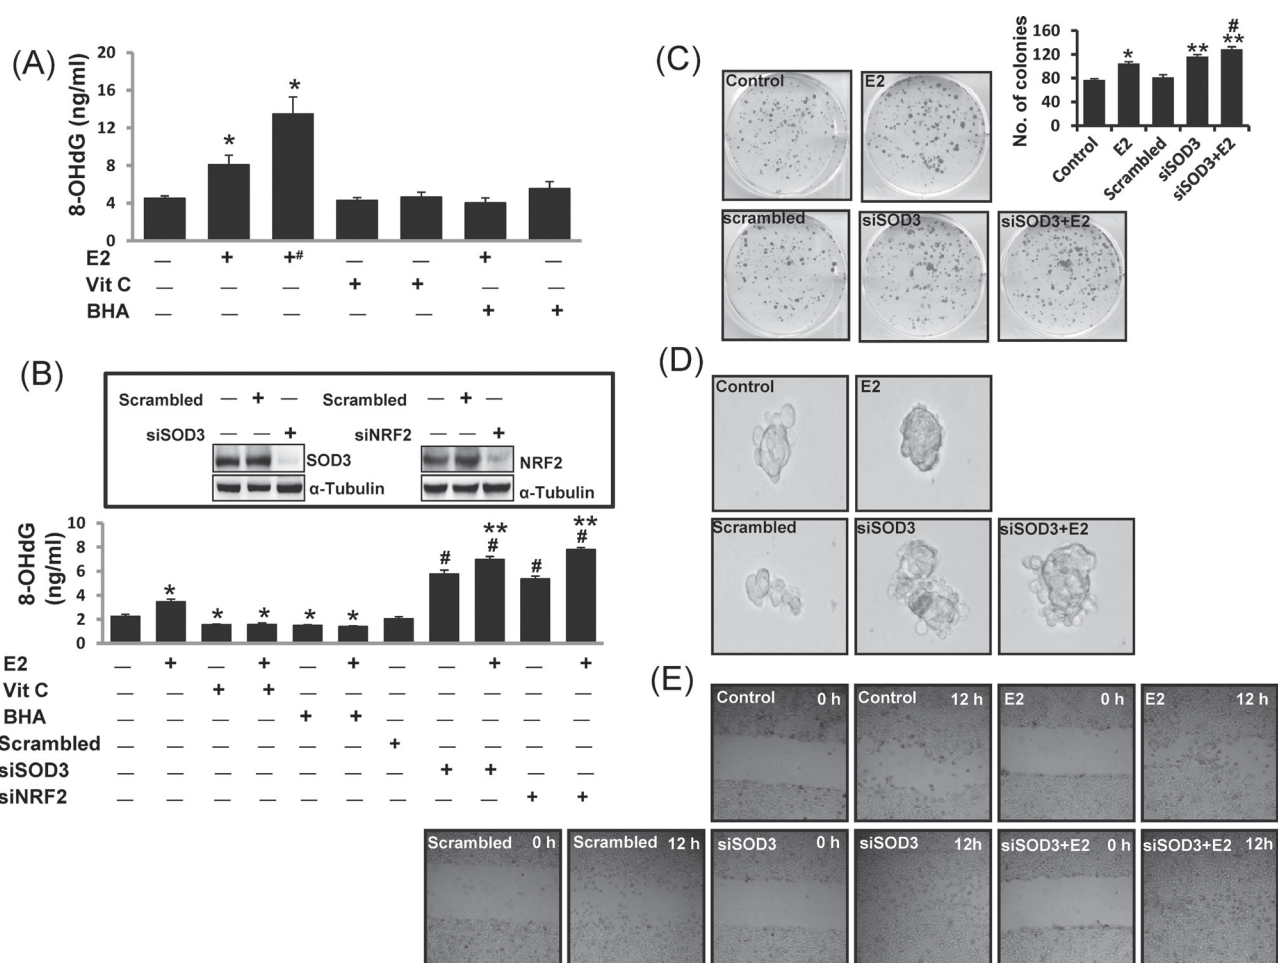 (A)
8-OHdG (ng/ml)
20
16
12
8
4
0
* *
E2 — + +# — — + —
Vit C — — — + + — —
BHA — — — — — + +
(B)
Scrambled — + —
siSOD3 — — +
SOD3
α-Tubulin
Scrambled — + —
siNRF2 — — +
NRF2
α-Tubulin
8-OHdG
(ng/ml)
10
8
6
4
2
0
* * * * * # **# # **#
E2 — + — + — + — — + — +
Vit C — — + + — — — — — — —
BHA — — — — + + — — — — —
Scrambled — — — — — — + — — — —
siSOD3 — — — — — — — + + — —
siNRF2 — — — — — — — — — + +
(C)
Control
E2
scrambled
siSOD3
siSOD3+E2
No. of colonies
160
120
80
40
0
* ** #**
Control
E2
Scrambled
siSOD3
siSOD3+E2
(D)
Control
E2
Scrambled
siSOD3
siSOD3+E2
(E)
Control 0 h
Control 12 h
E2 0 h
E2 12 h
Scrambled 0 h
Scrambled 12 h
siSOD3 0 h
siSOD3 12h
siSOD3+E2 0 h
siSOD3+E2 12h